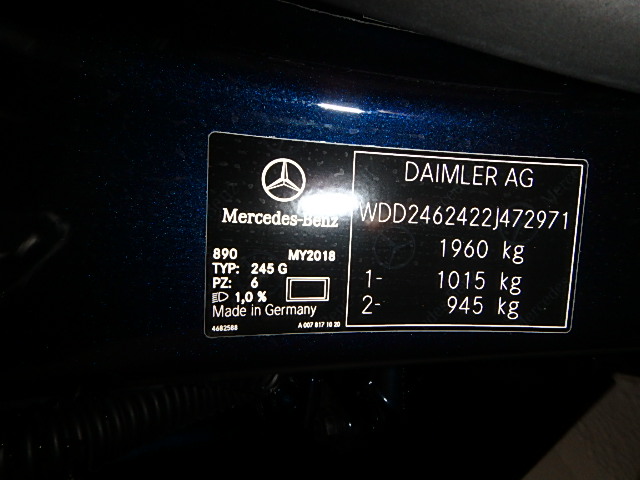 Mercedes-Benz
890 MY2018
TYP: 245 G
PZ: 6
1,0 %
Made in Germany
4682588 A 007 817 10 20
DAIMLER AG
WDD2462422J472971
1960 kg
1- 1015 kg
2- 945 kg